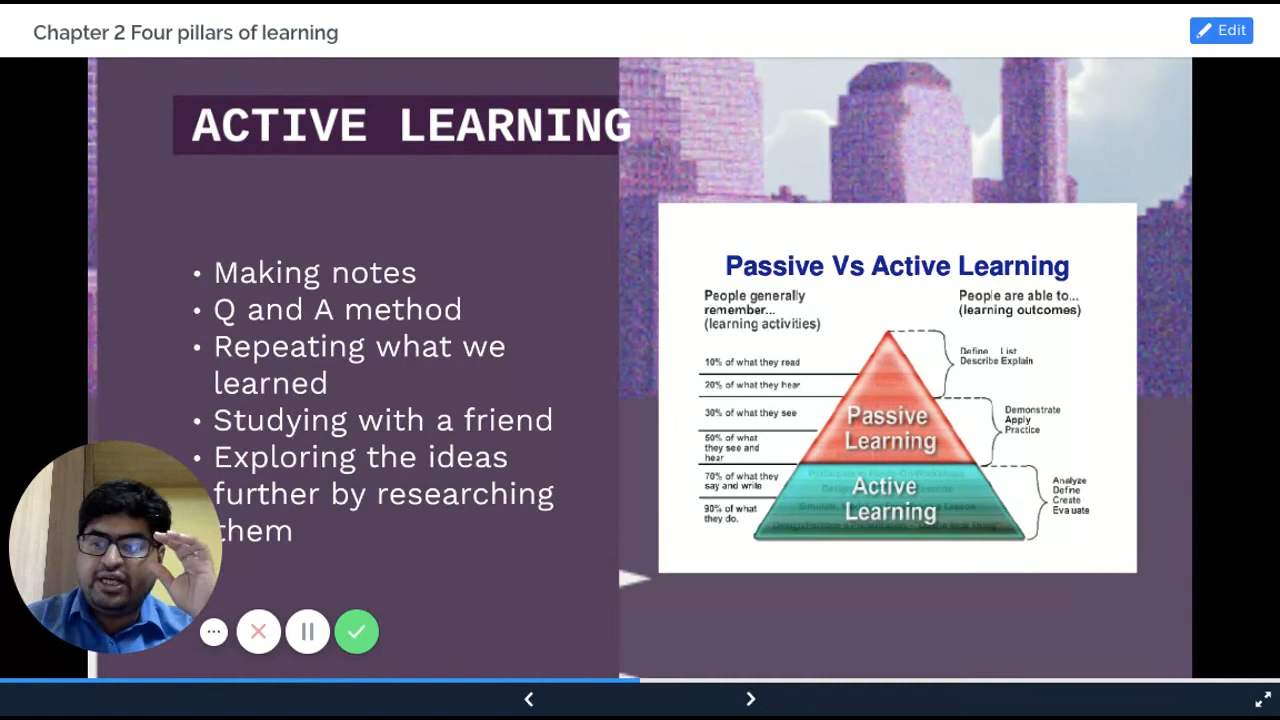 Chapter 2 Four pillars of learning
Edit
ACTIVE LEARNING
• Making notes
• Q and A method
• Repeating what we
learned
• Studying with a friend
• Exploring the ideas
further by researching
them
Passive Vs Active Learning
People generally
remember...
(learning activities)
People are able to...
(learning outcomes)
10% of what they read
20% of what they hear
30% of what they see
50% of what
they see and
hear
70% of what they
say and write
90% of what
they do.
Passive
Learning
Active
Learning
Define List
Describe Explain
Demonstrate
Apply
Practice
Analyze
Define
Create
Evaluate